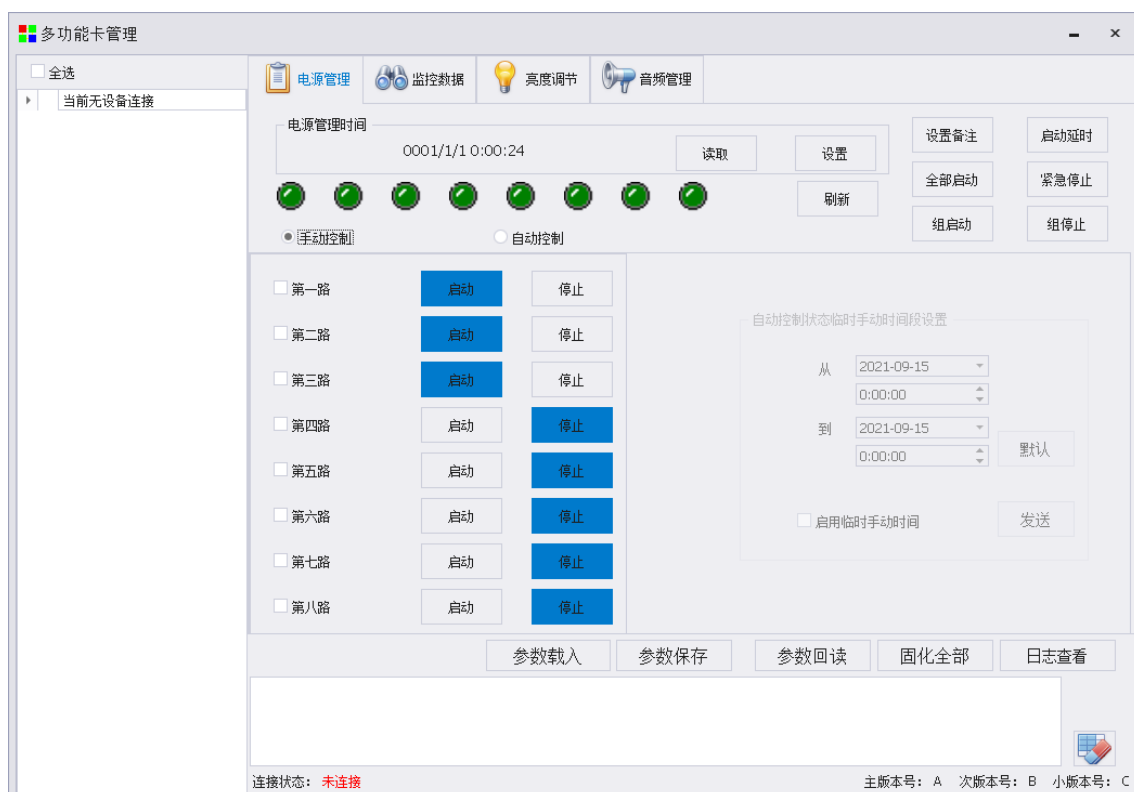 多功能卡管理
全选
当前无设备连接
电源管理 监控数据 亮度调节 音频管理
电源管理时间
0001/1/1 0:00:24 读取 设置
设置备注 启动延时
刷新 全部启动 紧急停止
组启动 组停止
手动控制 自动控制
第一路 启动 停止
第二路 启动 停止
第三路 启动 停止
第四路 启动 停止
第五路 启动 停止
第六路 启动 停止
第七路 启动 停止
第八路 启动 停止
自动控制状态临时手动时间段设置
从 2021-09-15
0:00:00
到 2021-09-15
0:00:00
默认
启用临时手动时间 发送
参数载入 参数保存 参数回读 固化全部 日志查看
连接状态: 未连接 主版本号: A 次版本号: B 小版本号: C